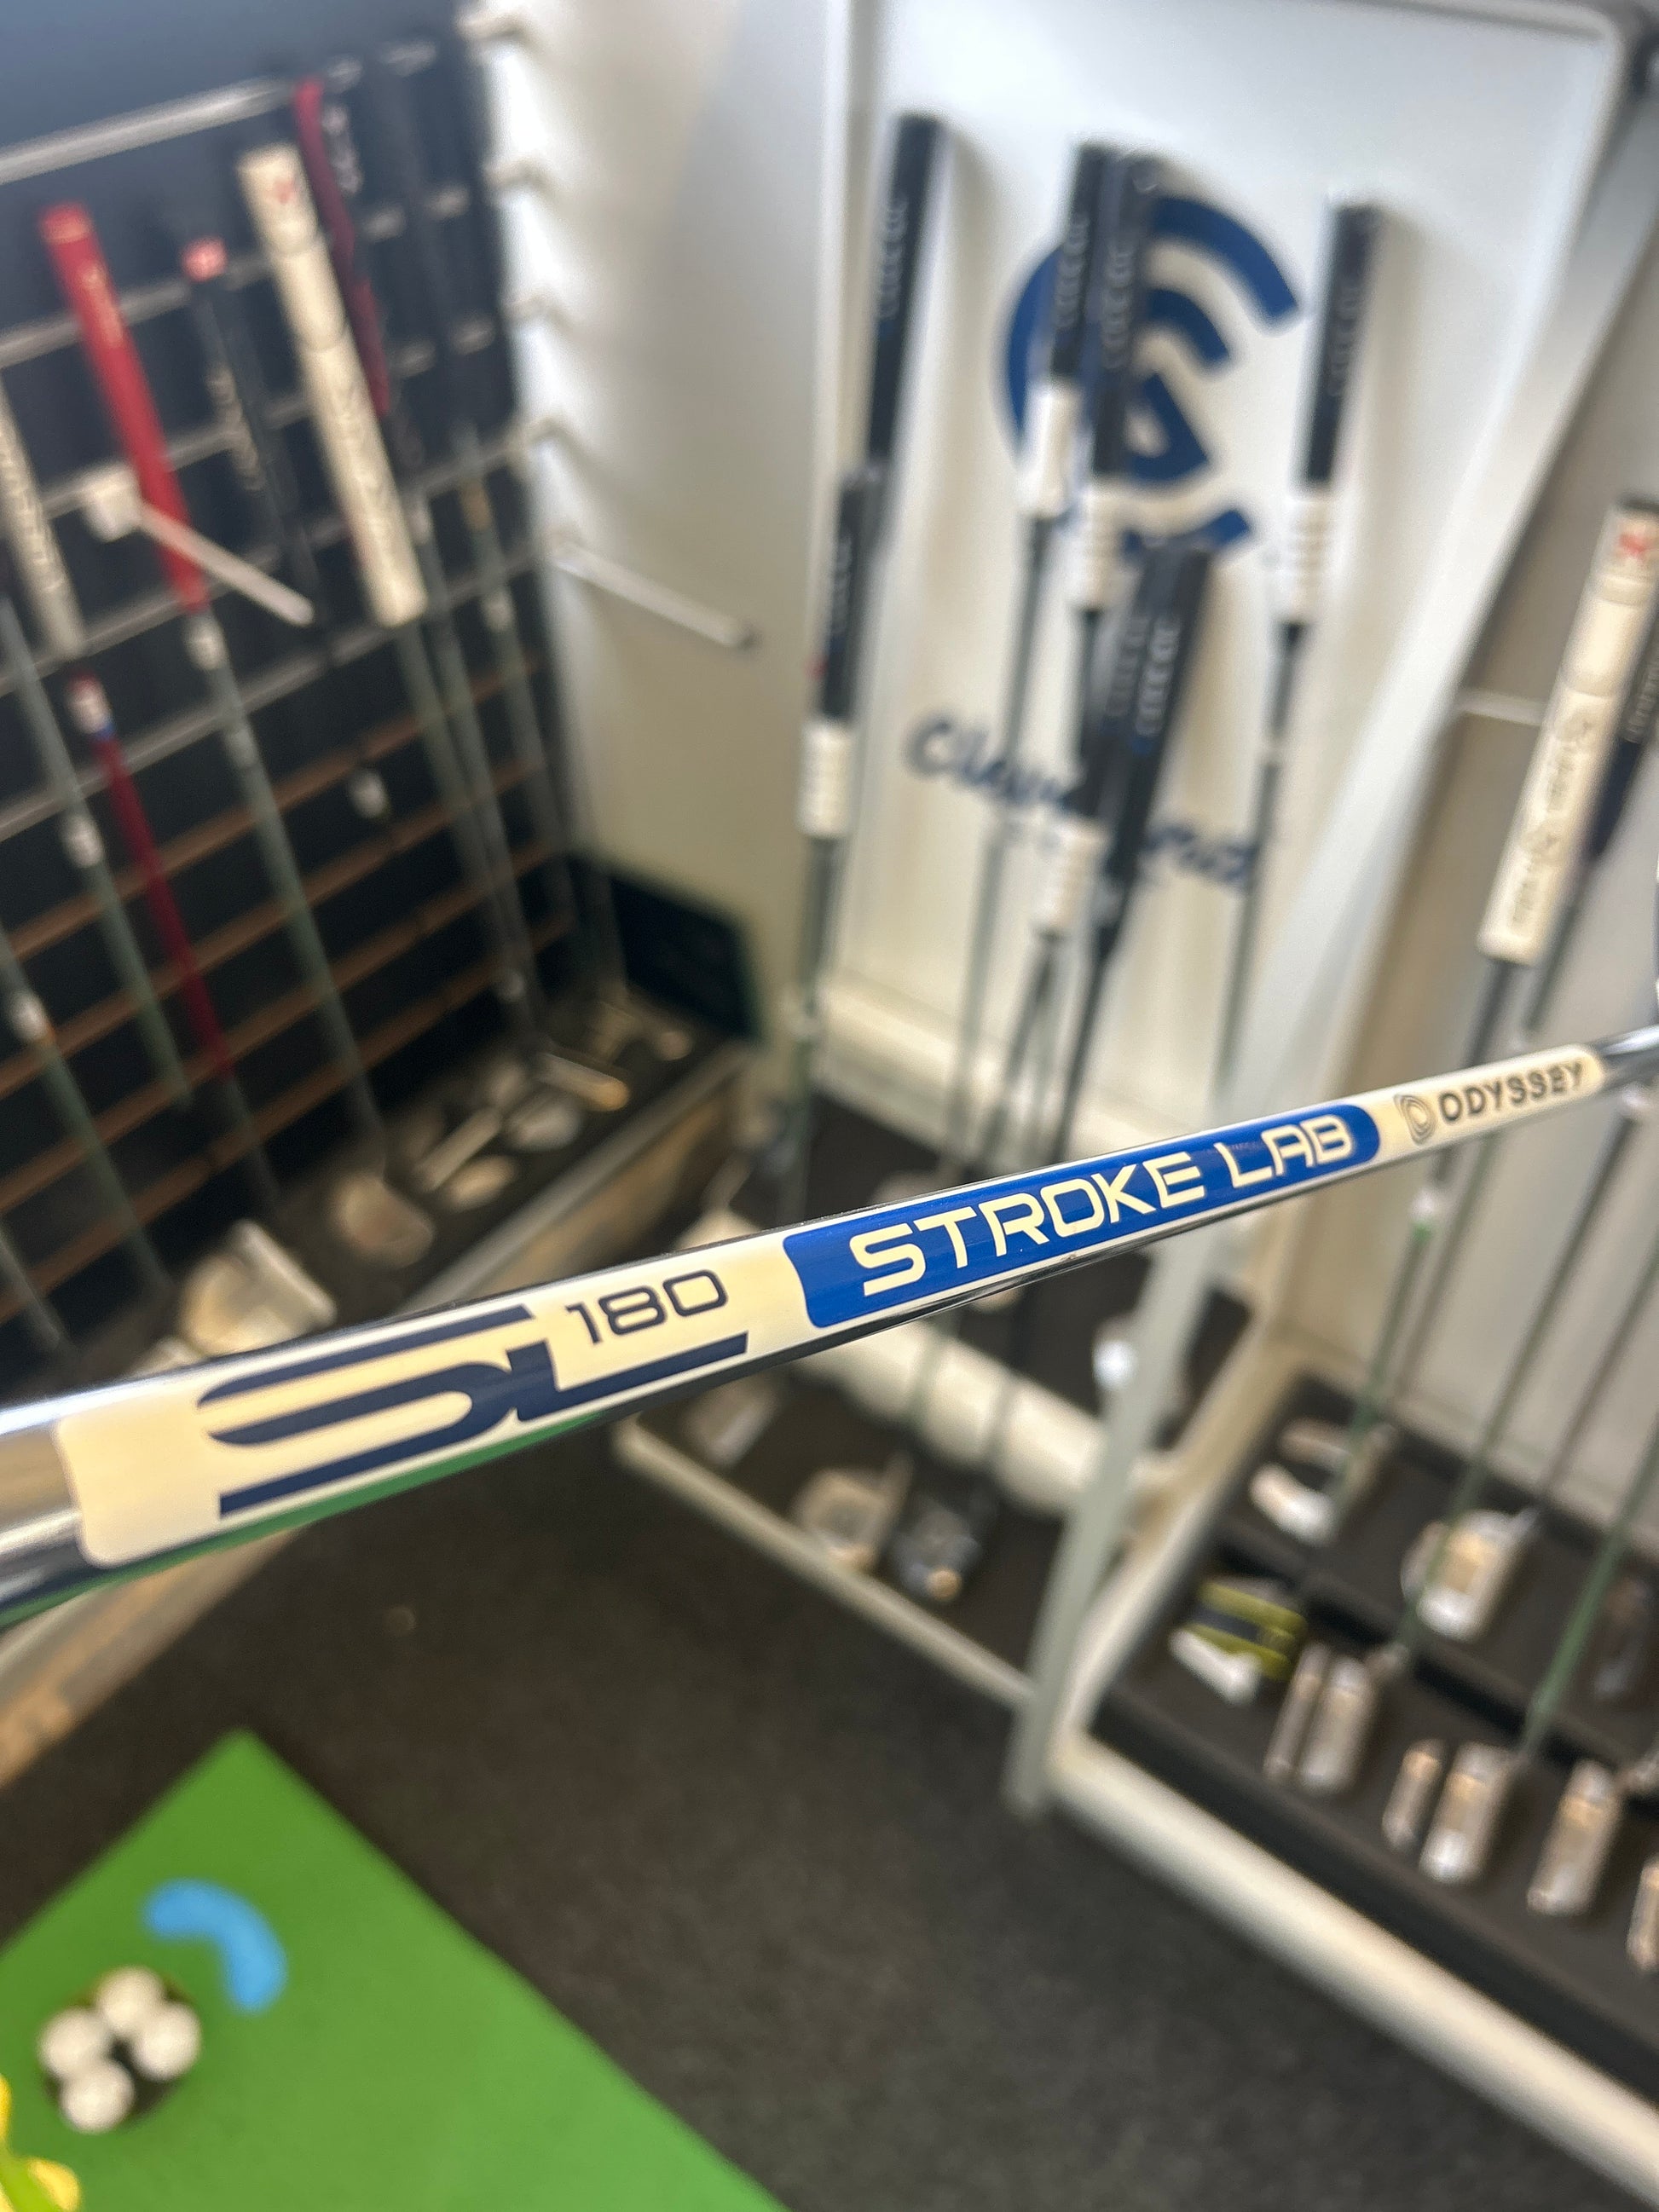 SL 180 STROKE LAB ODYSSEY